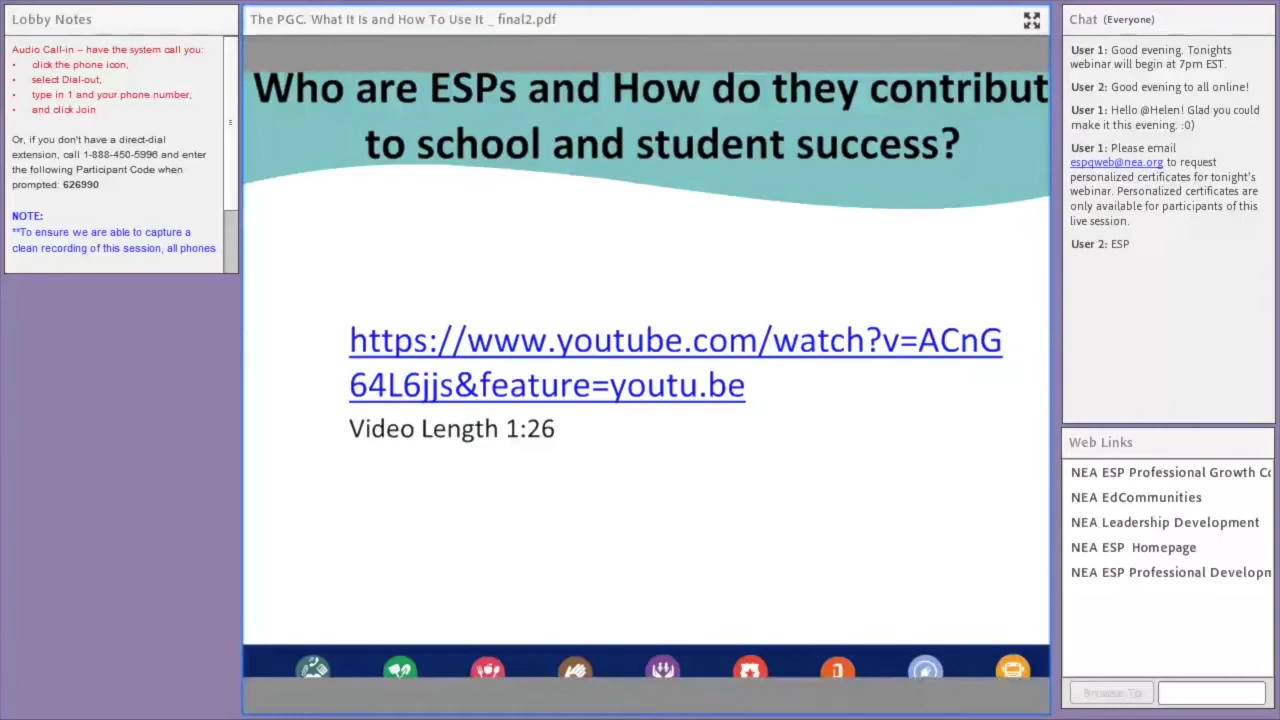 Lobby Notes
Audio Call-in – have the system call you:
• click the phone icon,
• select Dial-out,
• type in 1 and your phone number,
• and click Join
Or, if you don't have a direct-dial
extension, call 1-888-450-5996 and enter
the following Participant Code when
prompted: 626990
NOTE:
**To ensure we are able to capture a
clean recording of this session, all phones
The PGC. What It Is and How To Use It _ final2.pdf
Who are ESPs and How do they contribut
to school and student success?
https://www.youtube.com/watch?v=ACnG
64L6jjs&feature=youtu.be
Video Length 1:26
Chat (Everyone)
User 1: Good evening. Tonights
webinar will begin at 7pm EST.
User 2: Good evening to all online!
User 1: Hello @Helen! Glad you could
make it this evening. :0)
User 1: Please email
espqweb@nea.org to request
personalized certificates for tonight's
webinar. Personalized certificates are
only available for participants of this
live session.
User 2: ESP
Web Links
NEA ESP Professional Growth Co
NEA EdCommunities
NEA Leadership Development
NEA ESP Homepage
NEA ESP Professional Developm
Browse To